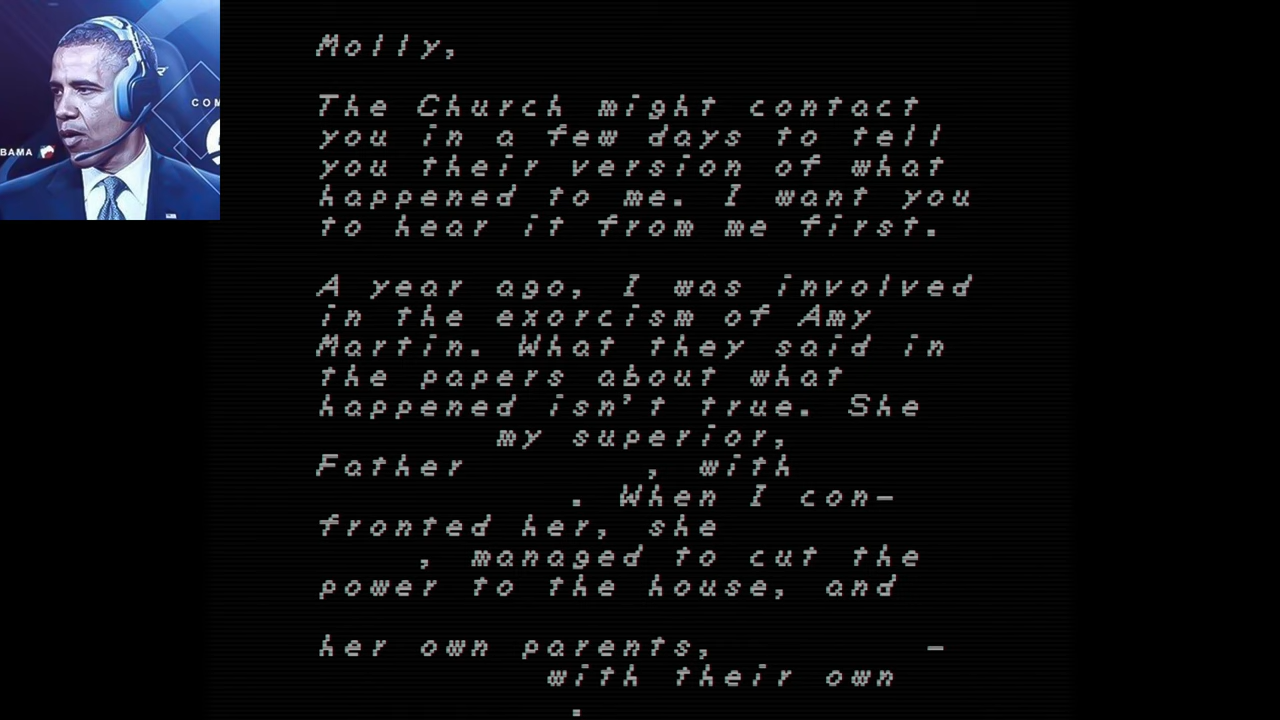 COM
BAMA
Molly,
The Church might contact
you in a few days to tell
you their version of what
happened to me. I want you
to hear it from me first.
A year ago, I was involved
in the exorcism of Amy
Martin. What they said in
the papers about what
happened isn't true. She
my superior,
Father , with
. When I con-
fronted her, she
, managed to cut the
power to the house, and
her own parents, -
with their own
.